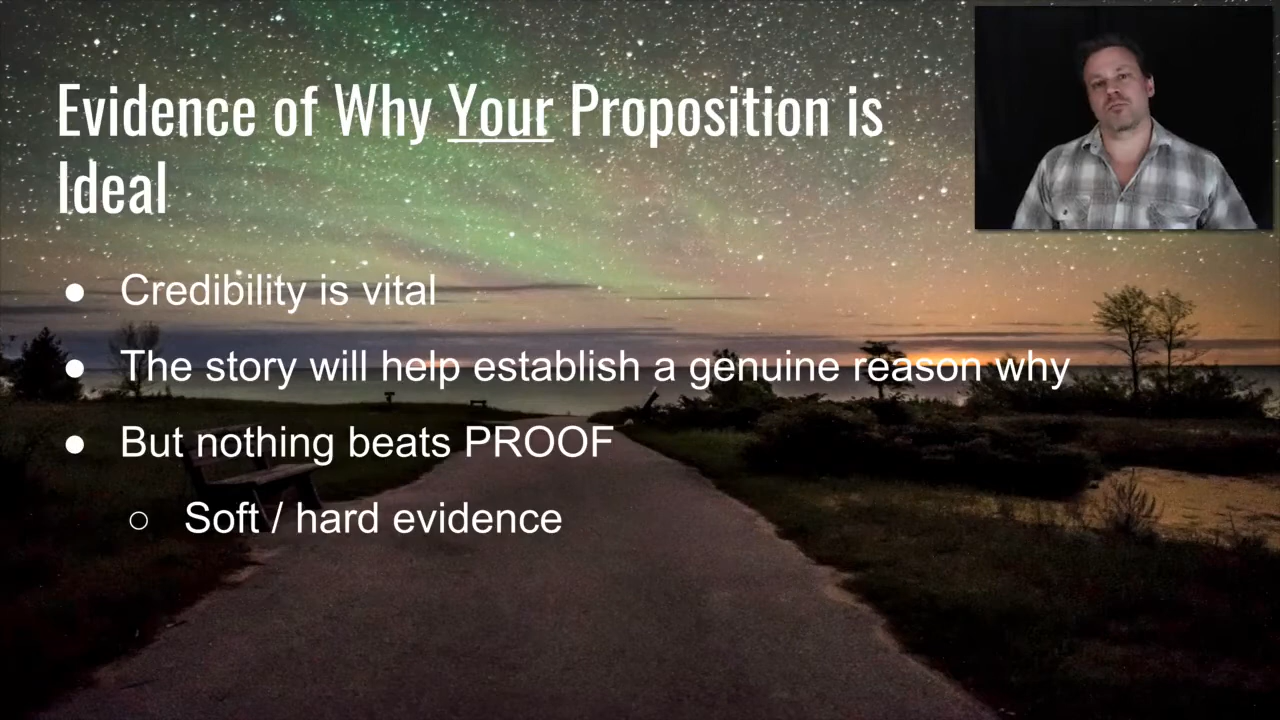 Evidence of Why Your Proposition is
Ideal
● Credibility is vital
● The story will help establish a genuine reason why
● But nothing beats PROOF
○ Soft / hard evidence